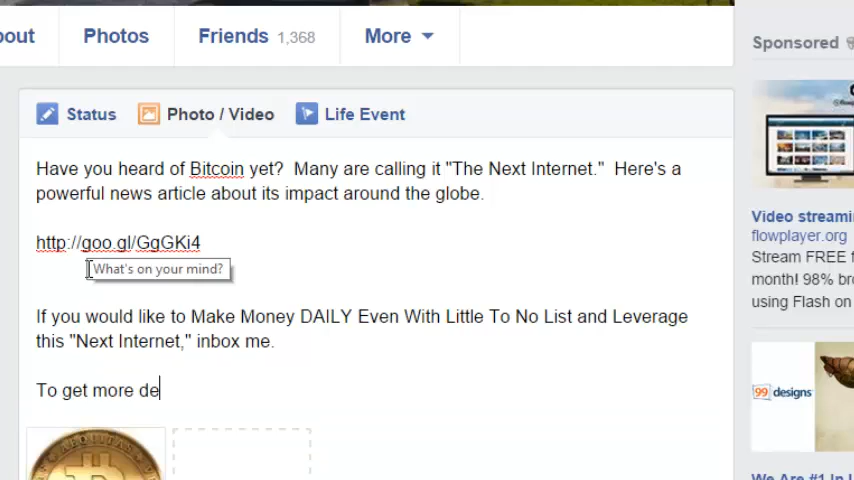 bout Photos Friends 1,368 More
Sponsored
Status Photo / Video Life Event
Have you heard of Bitcoin yet?  Many are calling it "The Next Internet."  Here's a
powerful news article about its impact around the globe.
http://goo.gl/GgGKi4
What's on your mind?
If you would like to Make Money DAILY Even With Little To No List and Leverage
this "Next Internet," inbox me.
To get more de
AEQUITAS
Video streami
flowplayer.org
Stream FREE f
month! 98% bro
using Flash on
99 designs
We Are #1 In